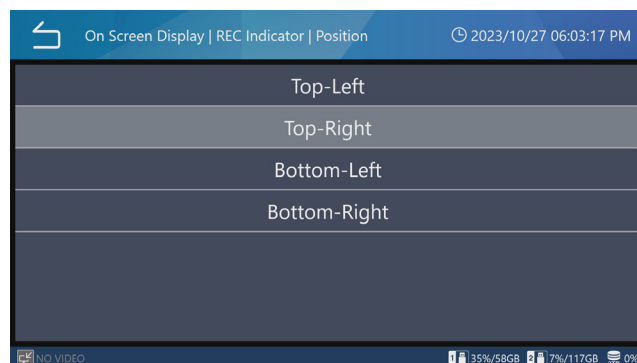 On Screen Display | REC Indicator | Position 2023/10/27 06:03:17 PM
Top-Left
Top-Right
Bottom-Left
Bottom-Right
NO VIDEO 1 35%/58GB 2 7%/117GB 0%